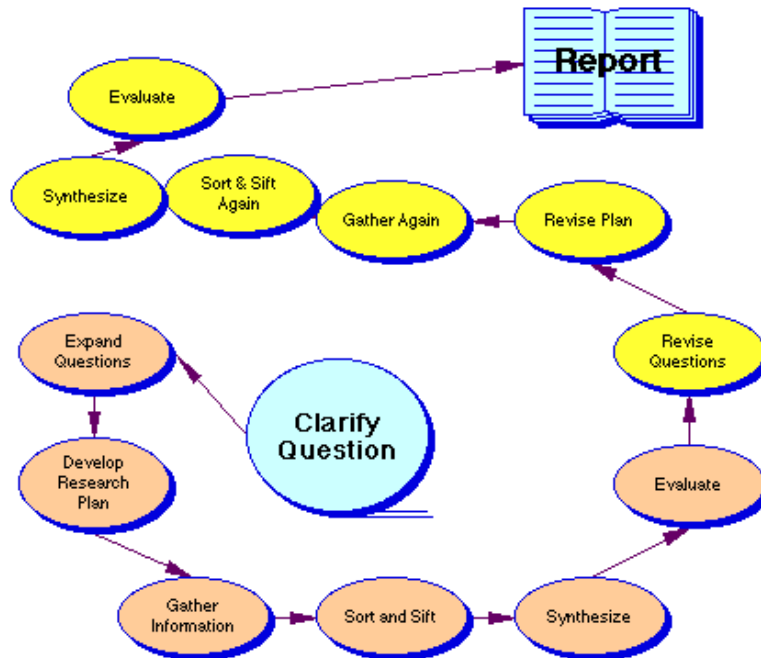 Report
Evaluate
Synthesize
Sort & Sift
Again
Gather Again
Revise Plan
Expand
Questions
Clarify
Question
Revise
Questions
Develop
Research
Plan
Evaluate
Gather
Information
Sort and Sift
Synthesize